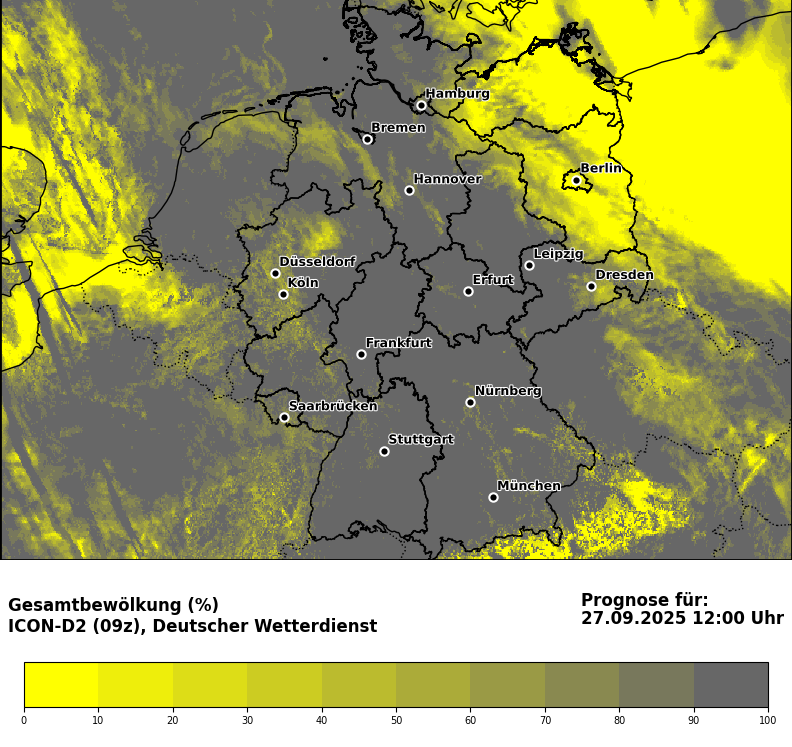 Hamburg
Bremen
Berlin
Hannover
Leipzig
Düsseldorf
Dresden
Köln
Erfurt
Frankfurt
Nürnberg
Saarbrücken
Stuttgart
München
Gesamtbewölkung (%)
ICON-D2 (09z), Deutscher Wetterdienst
Prognose für:
27.09.2025 12:00 Uhr
0 10 20 30 40 50 60 70 80 90 100